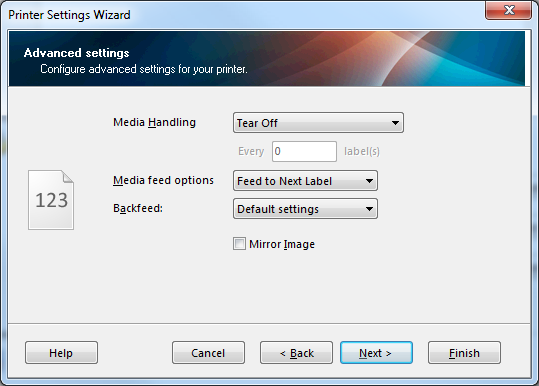 Printer Settings Wizard
Advanced settings
Configure advanced settings for your printer.
Media Handling
Tear Off
Every 0 label(s)
Media feed options
Feed to Next Label
Backfeed:
Default settings
123
Mirror Image
Help
Cancel
< Back
Next >
Finish